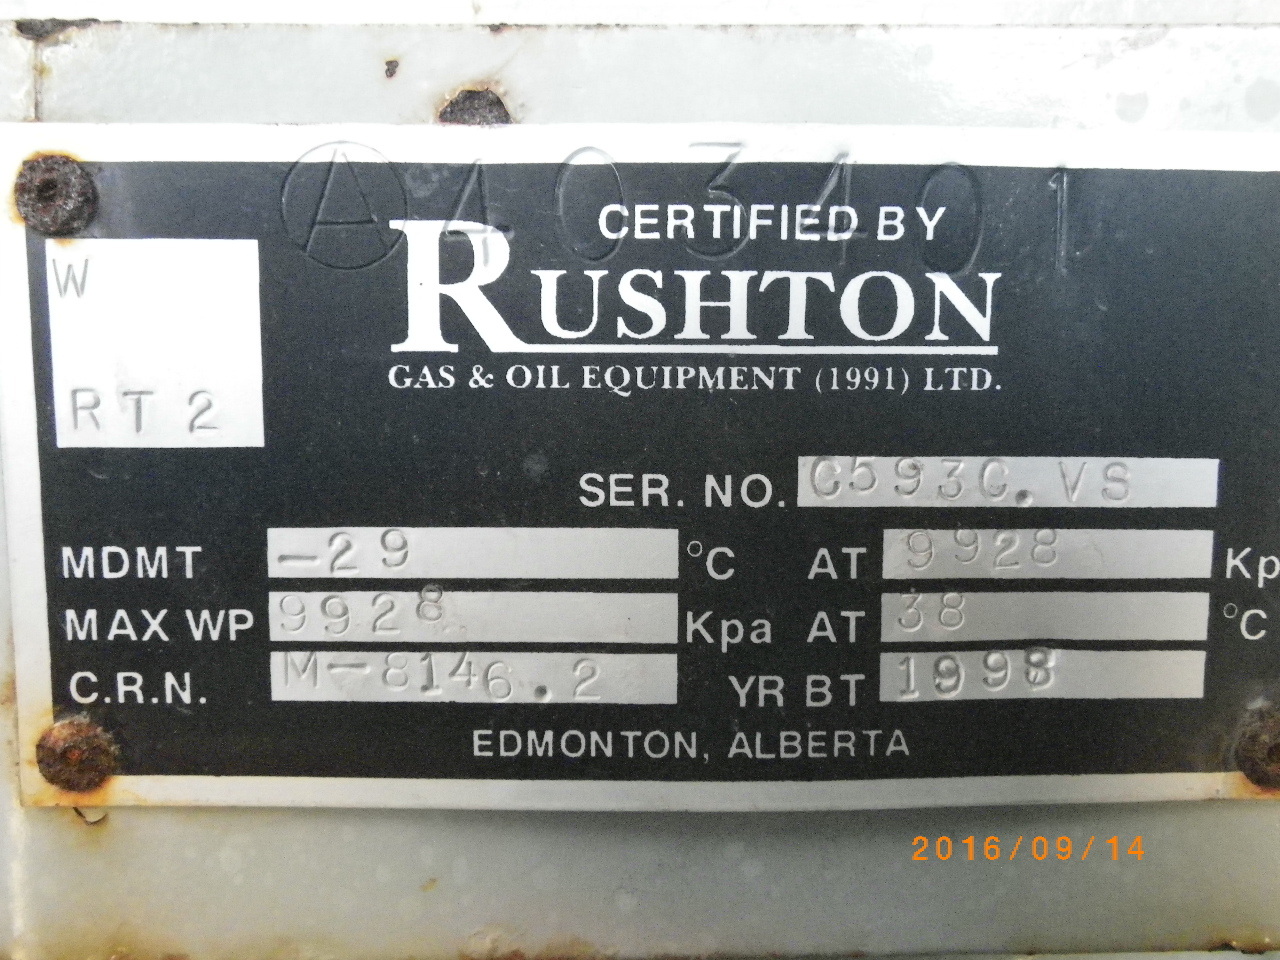 Ⓐ403401
CERTIFIED BY
RUSHTON
GAS & OIL EQUIPMENT (1991) LTD.
W
RT2
SER. NO. C593C.VS
MDMT -29 °C AT 9928 Kp
MAX WP 9928 Kpa AT 38 °C
C.R.N. M-8146.2 YR BT 1998
EDMONTON, ALBERTA
2016/09/14